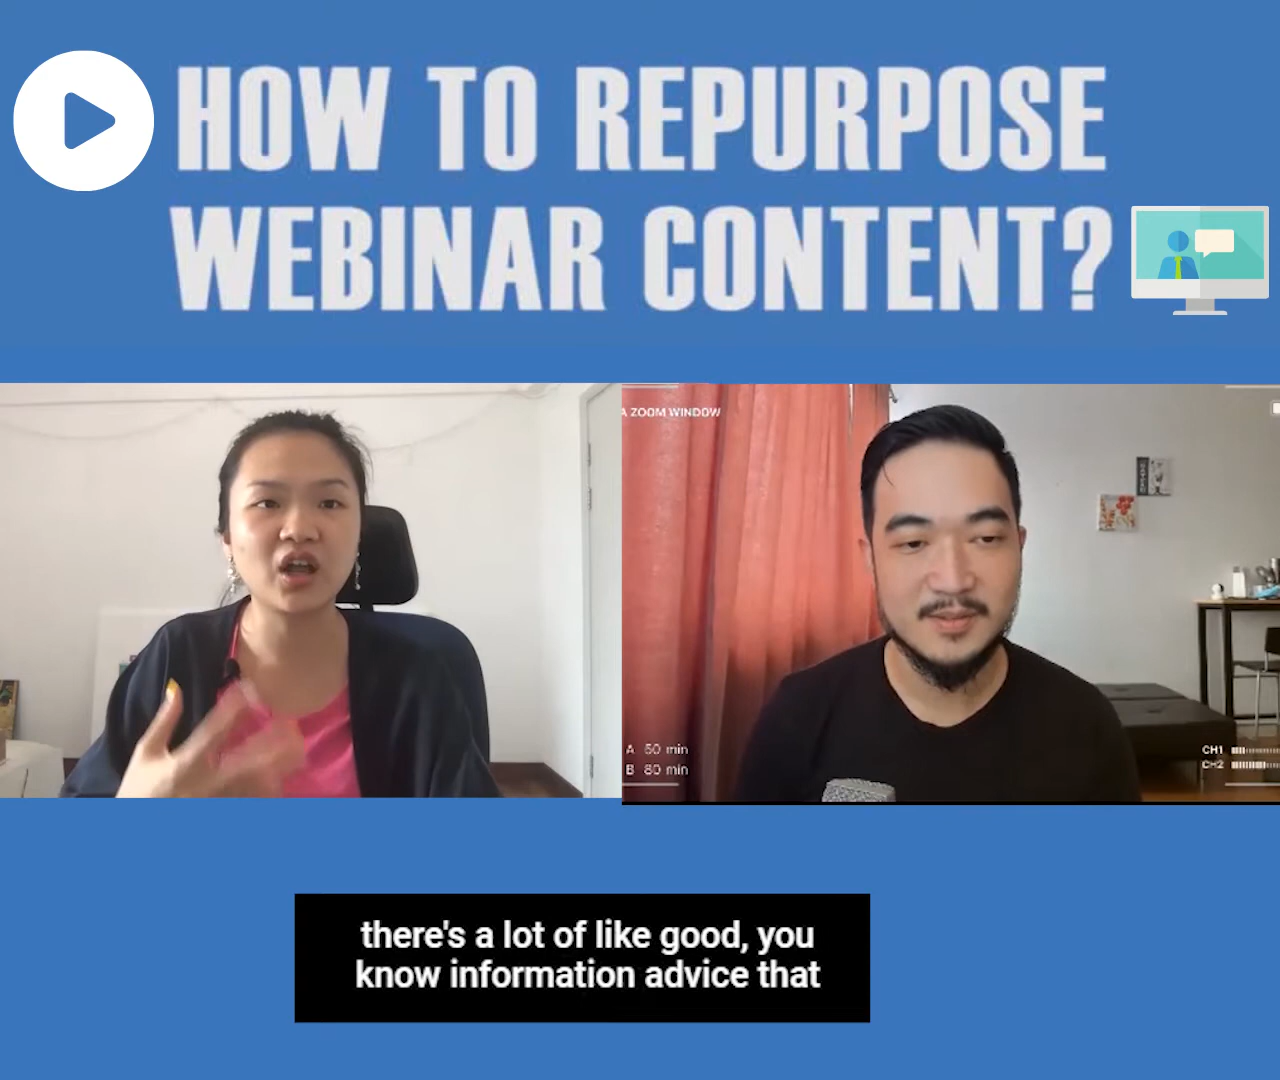 HOW TO REPURPOSE
WEBINAR CONTENT?
A ZOOM WINDOW
A 50 min
B 80 min
CH1
CH2
there's a lot of like good, you
know information advice that